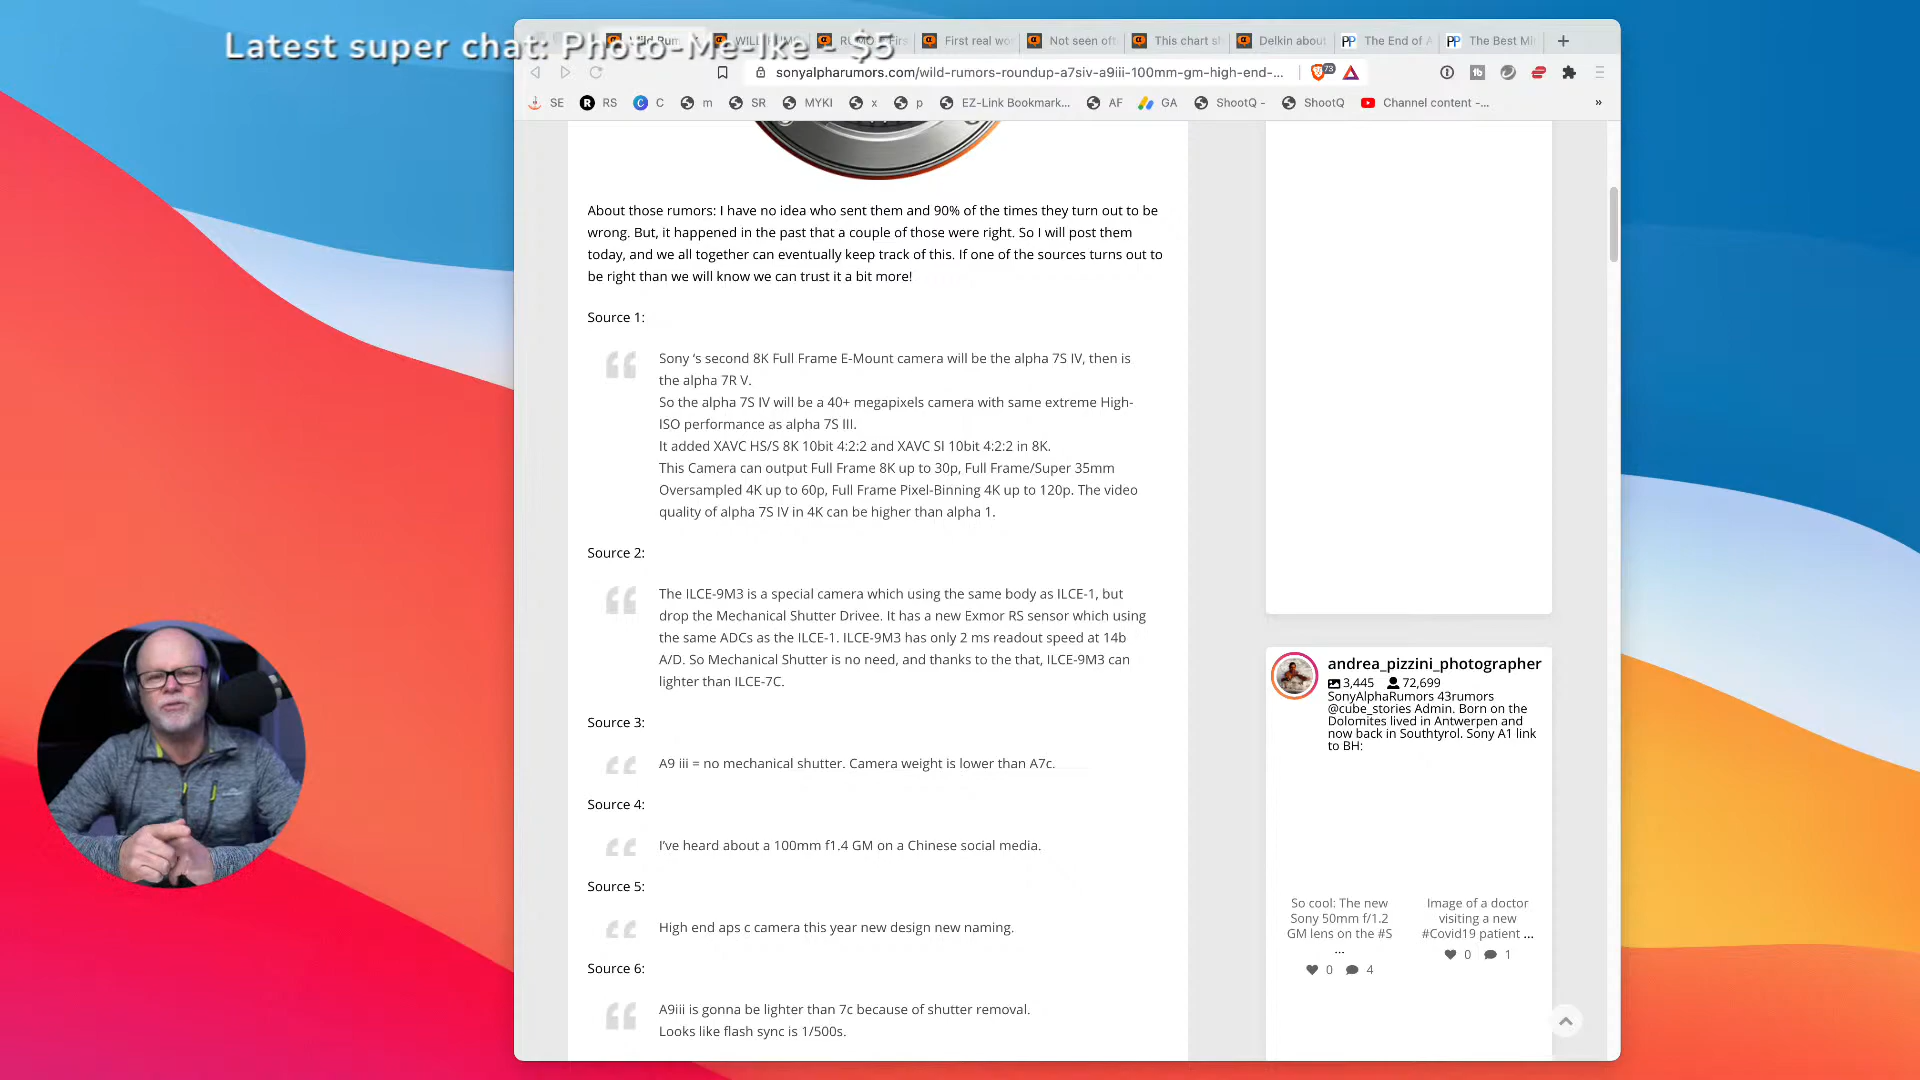 Latest super chat: Photo-Me-Ike - $5
Wild Rum
WILD RUM
First real wo
Not seen oft
This chart sh
Delkin about
The End of A
The Best Mi
sonyalpharumors.com/wild-rumors-roundup-a7siv-a9iii-100mm-gm-high-end-...
73
SE
RS
C
m
SR
MYKI
x
p
EZ-Link Bookmark...
AF
GA
ShootQ -
ShootQ
Channel content -...
»
About those rumors: I have no idea who sent them and 90% of the times they turn out to be
wrong. But, it happened in the past that a couple of those were right. So I will post them
today, and we all together can eventually keep track of this. If one of the sources turns out to
be right than we will know we can trust it a bit more!
Source 1:
Sony ‘s second 8K Full Frame E-Mount camera will be the alpha 7S IV, then is
the alpha 7R V.
So the alpha 7S IV will be a 40+ megapixels camera with same extreme High-
ISO performance as alpha 7S III.
It added XAVC HS/S 8K 10bit 4:2:2 and XAVC SI 10bit 4:2:2 in 8K.
This Camera can output Full Frame 8K up to 30p, Full Frame/Super 35mm
Oversampled 4K up to 60p, Full Frame Pixel-Binning 4K up to 120p. The video
quality of alpha 7S IV in 4K can be higher than alpha 1.
Source 2:
The ILCE-9M3 is a special camera which using the same body as ILCE-1, but
drop the Mechanical Shutter Drivee. It has a new Exmor RS sensor which using
the same ADCs as the ILCE-1. ILCE-9M3 has only 2 ms readout speed at 14b
A/D. So Mechanical Shutter is no need, and thanks to the that, ILCE-9M3 can
lighter than ILCE-7C.
Source 3:
A9 iii = no mechanical shutter. Camera weight is lower than A7c.
Source 4:
I’ve heard about a 100mm f1.4 GM on a Chinese social media.
Source 5:
High end aps c camera this year new design new naming.
Source 6:
A9iii is gonna be lighter than 7c because of shutter removal.
Looks like flash sync is 1/500s.
andrea_pizzini_photographer
3,445 72,699
SonyAlphaRumors 43rumors
@cube_stories Admin. Born on the
Dolomites lived in Antwerpen and
now back in Southtyrol. Sony A1 link
to BH:
So cool: The new
Sony 50mm f/1.2
GM lens on the #S
...
0 4
Image of a doctor
visiting a new
#Covid19 patient ...
0 1